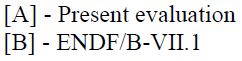 [A] - Present evaluation
[B] - ENDF/B-VII.1